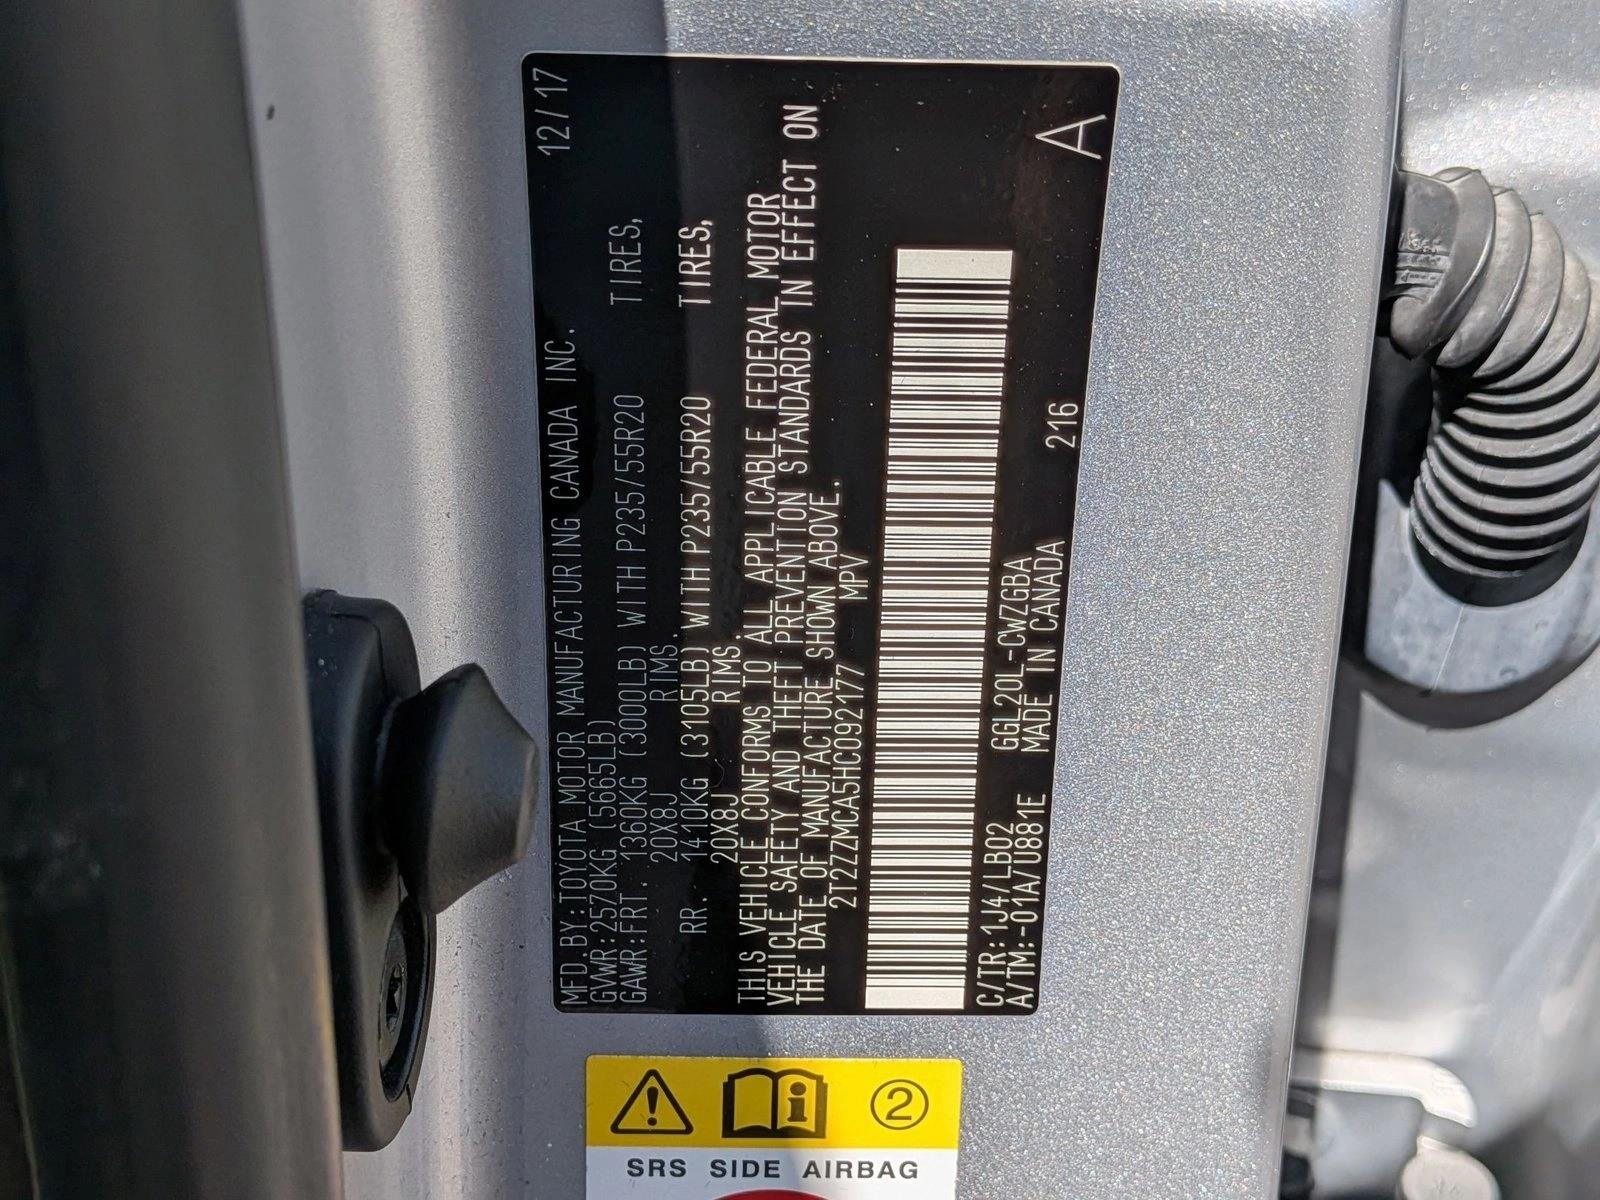 MFD.BY:TOYOTA MOTOR MANUFACTURING CANADA INC. 12/17
GVWR:2570KG (5665LB)
GAWR:FRT. 1360KG (3000LB) WITH P235/55R20 TIRES,
20X8J RIMS.
RR. 1410KG (3105LB) WITH P235/55R20 TIRES,
20X8J RIMS.
THIS VEHICLE CONFORMS TO ALL APPLICABLE FEDERAL MOTOR
VEHICLE SAFETY AND THEFT PREVENTION STANDARDS IN EFFECT ON
THE DATE OF MANUFACTURE SHOWN ABOVE.
2T2ZZMCA5HC092177 MPV
C/TR:1J4/LB02 GGL20L-CWZGBA 216
A/TM:-01A/U881E MADE IN CANADA
A
2
SRS SIDE AIRBAG